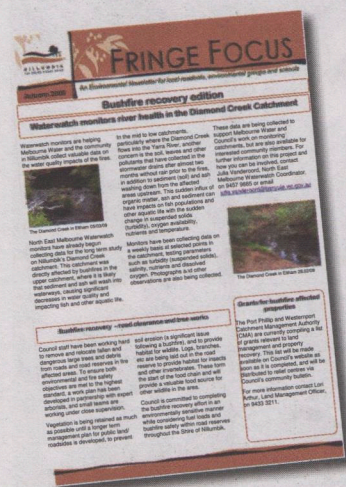 NILLUMBIK
FRINGE FOCUS
An Environmental Newsletter for local residents, environmental groups and schools
Autumn 2009
Bushfire recovery edition
Waterwatch monitors river health in the Diamond Creek Catchment
Waterwatch monitors are helping
Melbourne Water and the community
in Nillumbik collect valuable data on
the water quality impacts of the fires.
The Diamond Creek in Eltham
North East Melbourne Waterwatch
monitors have already begun
collecting data for the long term study
on Nillumbik's Diamond Creek
catchment. This catchment was
directly affected by bushfires in the
upper catchment, where it is likely
that sediment and ash will wash into
waterways, causing significant
decreases in water quality and
impacting fish and other aquatic life.
In the mid to low catchments,
particularly where the Diamond Creek
flows into the Yarra River, another
concern is the soil, leaves and other
pollutants that have collected in the
stormwater drains after almost two
months without rain prior to the fires,
in addition to sediment (soil) and ash
washing down from the affected
areas upstream. This sudden influx of
organic matter, ash and sediment can
have impacts on fish populations and
other aquatic life with the sudden
change in suspended solids
(turbidity), oxygen availability,
nutrients and temperature.
Monitors have been collecting data on
a weekly basis at selected points in
the catchment, testing parameters
such as turbidity (suspended solids),
salinity, nutrients and dissolved
oxygen. Photographs and other
observations are also being collected.
These data are being collected to
support Melbourne Water and
Council's work on monitoring
catchments, but are also available for
interested community members. For
further information on this project and
how you can be involved, contact
Julia Vanderoord, North East
Melbourne Waterwatch Coordinator
on 9457 9885 or email
The Diamond Creek in Eltham
Bushfire recovery - road clearance and tree works
Council staff have been working hard
to remove and relocate fallen and
dangerous large trees and debris
from roads and road reserves in fire
affected areas. To ensure both
environmental and fire safety
objectives are met to the highest
standard, a work plan has been
developed in partnership with expert
arborists, and small teams are
working under close supervision.
Vegetation is being retained as much
as possible until a longer term
management plan for public land/
roadsides is developed, to prevent
soil erosion (a significant issue
following a bushfire), and to provide
habitat for wildlife. Logs, branches,
etc are being laid out in the road
reserve to provide habitat for insects
and other invertebrates. These form
the start of the food chain and will
provide a valuable food source for
other wildlife in the area.
Council is committed to completing
the bushfire recovery effort in an
environmentally sensitive manner
while considering fuel loads and
bushfire safety within road reserves
throughout the Shire of Nillumbik.
Grants for bushfire affected
properties
The Port Phillip and Westernport
Catchment Management Authority
(CMA) are currently compiling a list
of grants relevant to land
management and property
recovery. This list will be made
available on Council's website as
soon as it is completed, and will be
distributed to relief centres via
Council's community bulletin.
For more information contact Lori
Arthur, Land Management Officer,
on 9433 3211.